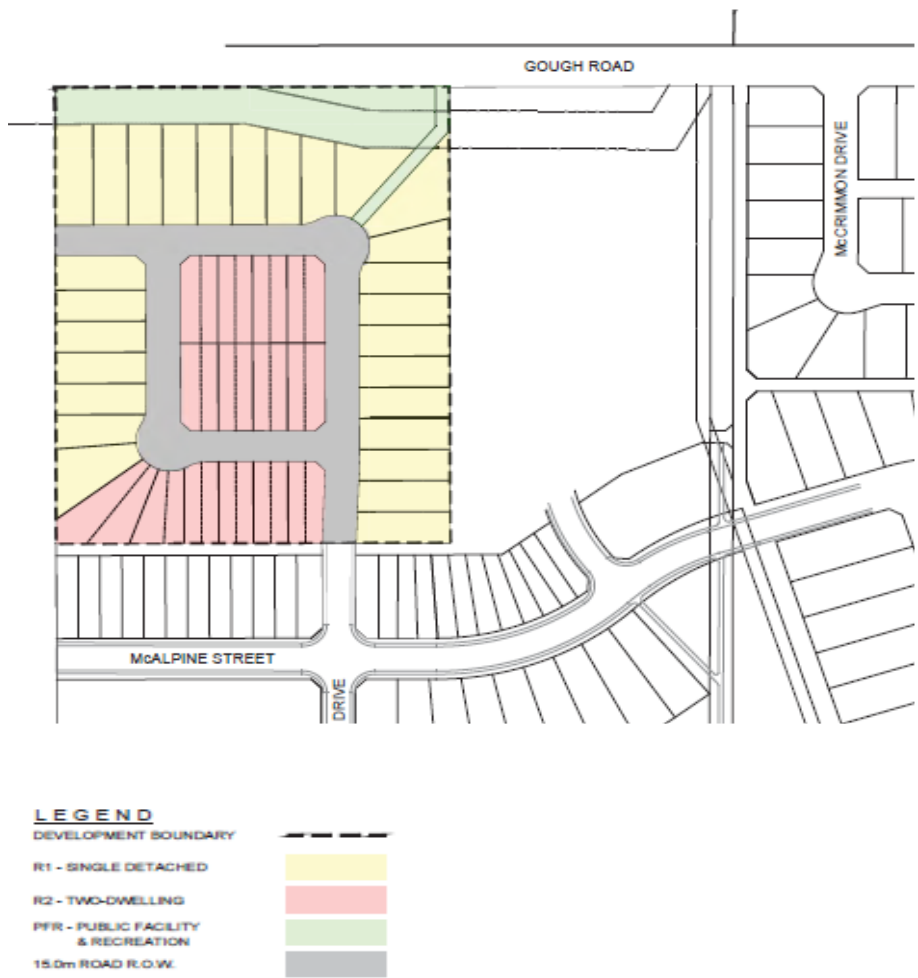 GOUGH ROAD
McCRIMMON DRIVE
McALPINE STREET
DRIVE
LEGEND
DEVELOPMENT BOUNDARY
R1 - SINGLE DETACHED
R2 - TWO-DWELLING
PFR - PUBLIC FACILITY
& RECREATION
15.0m ROAD R.O.W.